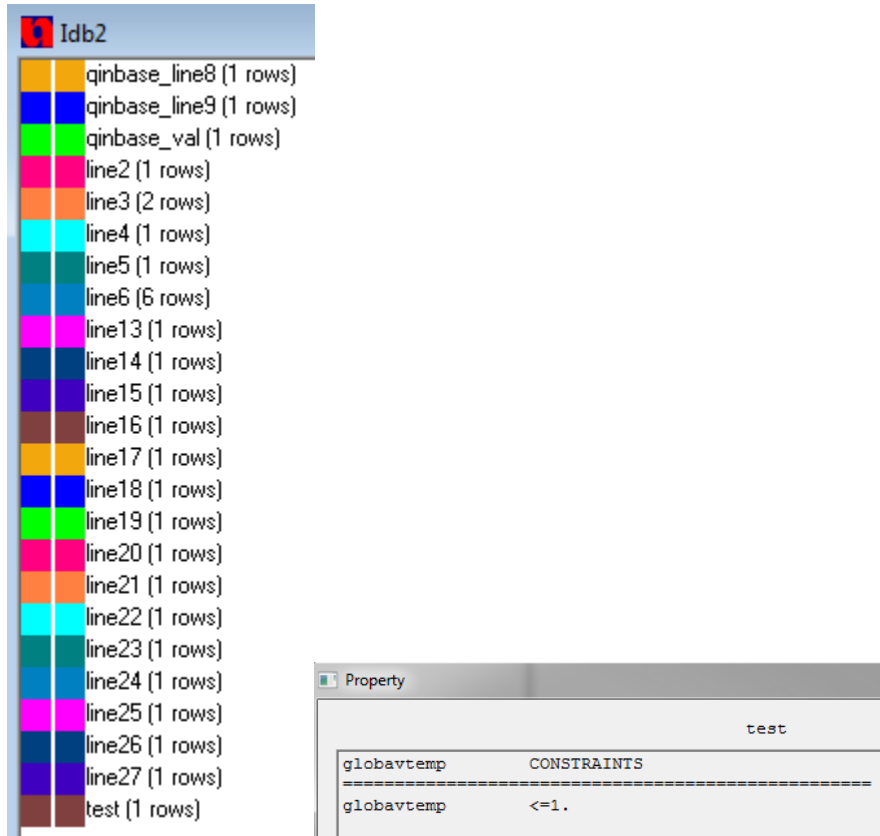 Idb2
qinbase_line8 (1 rows)
qinbase_line9 (1 rows)
qinbase_val (1 rows)
line2 (1 rows)
line3 (2 rows)
line4 (1 rows)
line5 (1 rows)
line6 (6 rows)
line13 (1 rows)
line14 (1 rows)
line15 (1 rows)
line16 (1 rows)
line17 (1 rows)
line18 (1 rows)
line19 (1 rows)
line20 (1 rows)
line21 (1 rows)
line22 (1 rows)
line23 (1 rows)
line24 (1 rows)
line25 (1 rows)
line26 (1 rows)
line27 (1 rows)
test (1 rows)
Property
test
globavtemp CONSTRAINTS
==================================================
globavtemp <=1.